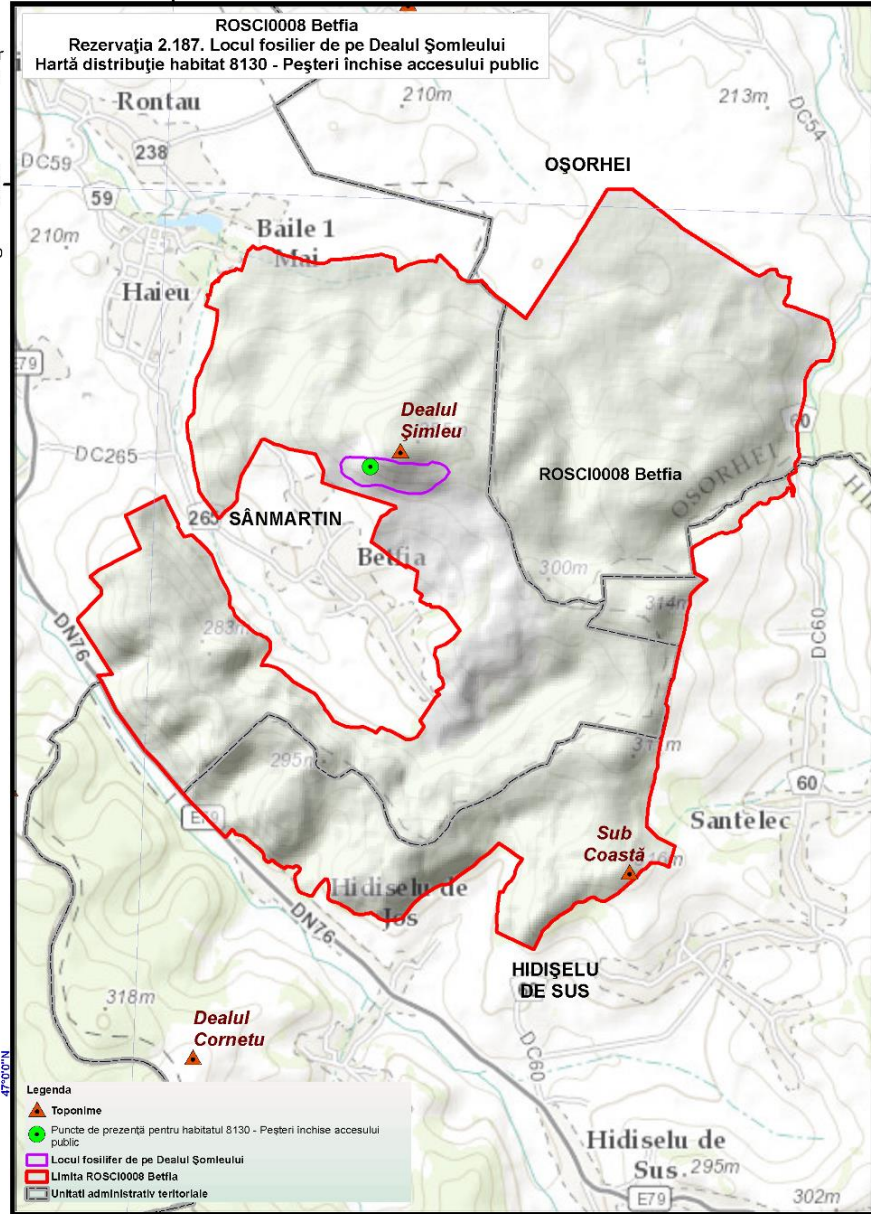 ROSCI0008 Betfia
Rezervaţia 2.187. Locul fosilier de pe Dealul Şomleului
Hartă distribuţie habitat 8130 - Peşteri închise accesului public
Rontau
210m
213m
DC54
238
DC59
OŞORHEI
59
210m
Baile 1
Mai
Haieu
E79
Dealul
Şimleu
60
DC265
ROSCI0008 Betfia
OSORHEI
265
SÂNMARTIN
Betfia
300m
314m
283m
DN76
DC60
295m
311m
60
E79
Santelec
Sub
Coastă
316m
Hidiselu de
Jos
DN76
HIDIŞELU
DE SUS
318m
Dealul
Cornetu
47°0'0"N
DC60
Legenda
Toponime
Puncte de prezenţă pentru habitatul 8130 - Peşteri închise accesului
public
Locul fosilifer de pe Dealul Şomleului
Limita ROSCI0008 Betfia
Unitati administrativ teritoriale
Hidiselu de
Sus
295m
E79
302m